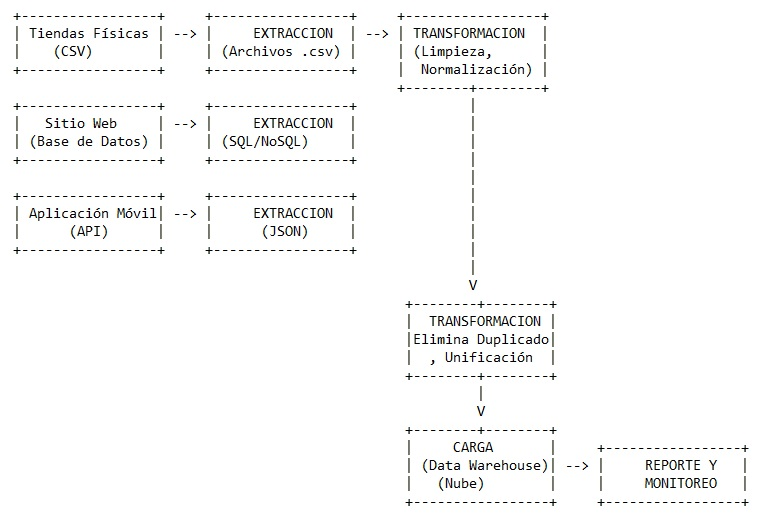 Tiendas Físicas --> EXTRACCION --> TRANSFORMACION
(CSV) (Archivos .csv) (Limpieza,
Normalización)
Sitio Web --> EXTRACCION
(Base de Datos) (SQL/NoSQL)
Aplicación Móvil --> EXTRACCION
(API) (JSON)
V
TRANSFORMACION
Elimina Duplicado
, Unificación
V
CARGA
(Data Warehouse) --> REPORTE Y
(Nube) MONITOREO